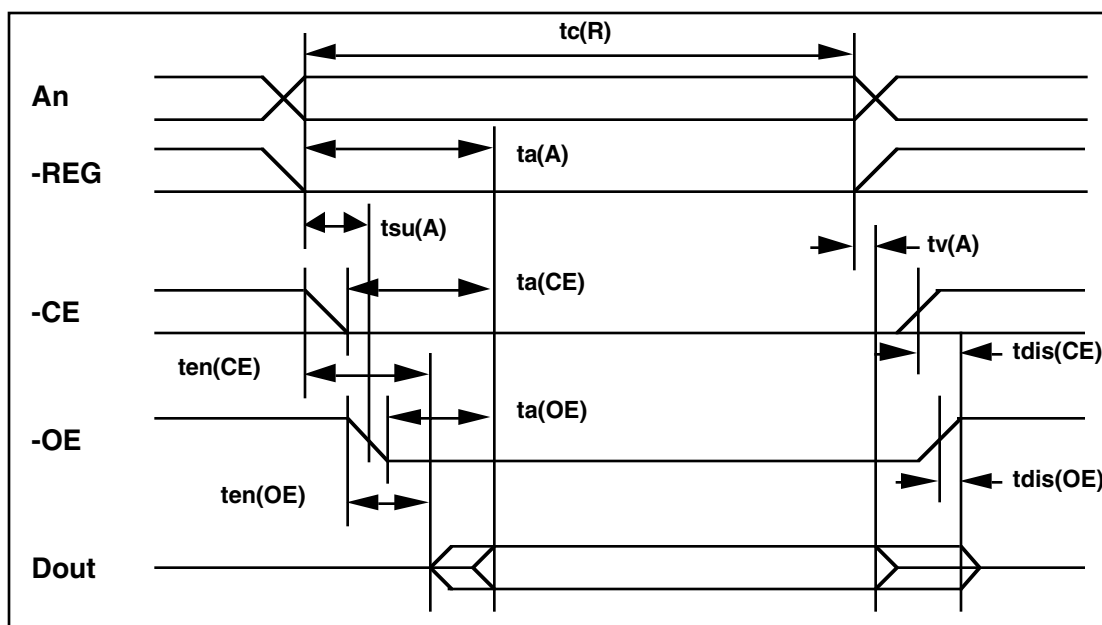 tc(R)
An
ta(A)
-REG
tsu(A)
tv(A)
ta(CE)
-CE
ten(CE)
tdis(CE)
ta(OE)
-OE
ten(OE)
tdis(OE)
Dout